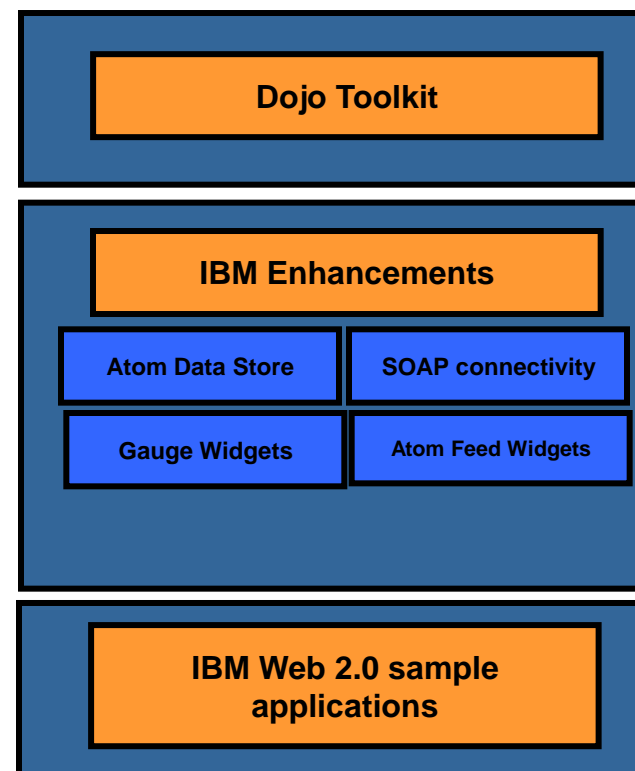 Dojo Toolkit
IBM Enhancements
Atom Data Store
SOAP connectivity
Gauge Widgets
Atom Feed Widgets
IBM Web 2.0 sample
applications